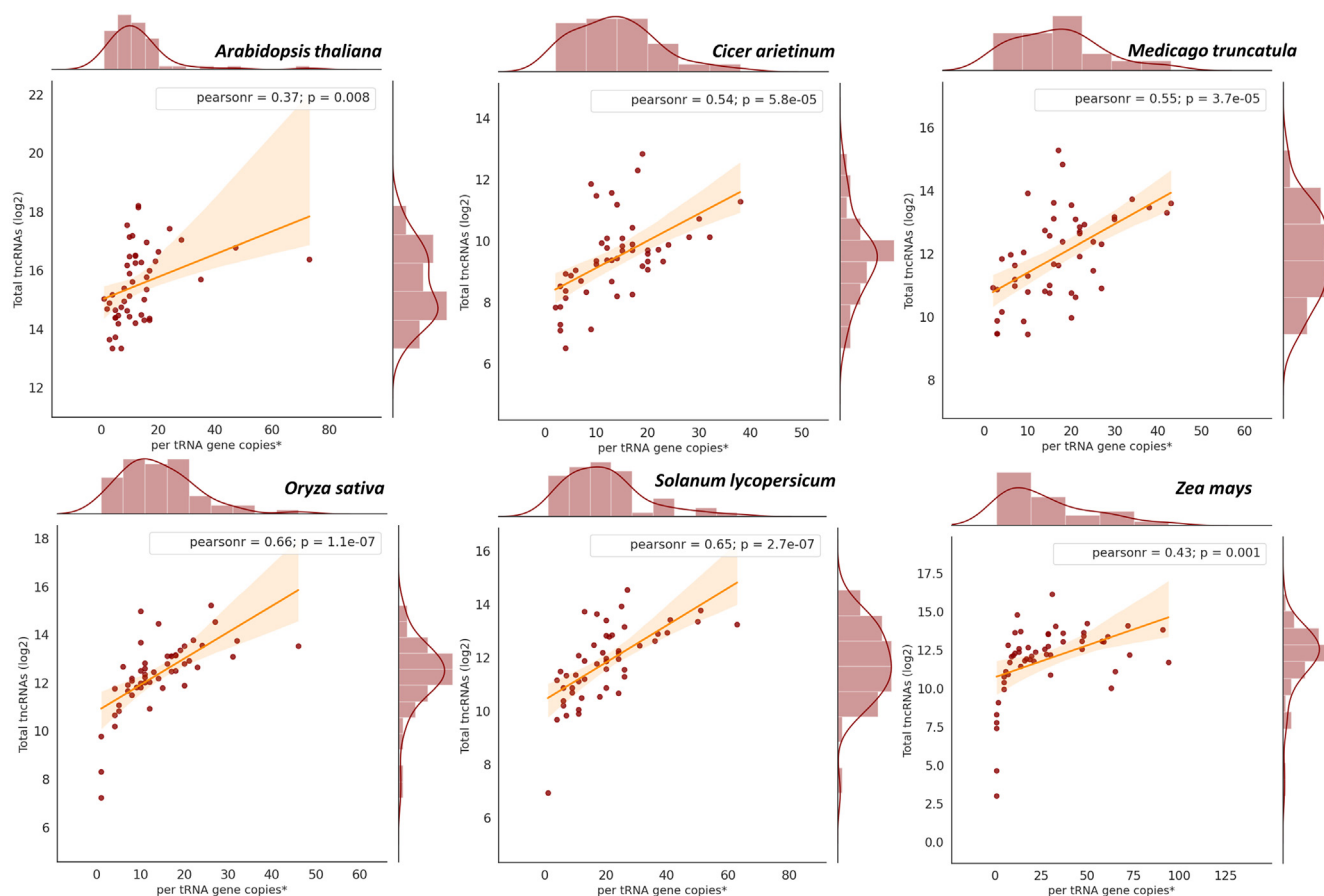 Arabidopsis thaliana
pearsonr = 0.37; p = 0.008
22
20
18
16
14
12
Total tncRNAs (log2)
0 20 40 60 80
per tRNA gene copies*
Cicer arietinum
pearsonr = 0.54; p = 5.8e-05
14
12
10
8
6
Total tncRNAs (log2)
0 10 20 30 40 50
per tRNA gene copies*
Medicago truncatula
pearsonr = 0.55; p = 3.7e-05
16
14
12
10
8
Total tncRNAs (log2)
0 10 20 30 40 50 60
per tRNA gene copies*
Oryza sativa
pearsonr = 0.66; p = 1.1e-07
18
16
14
12
10
8
6
Total tncRNAs (log2)
0 20 40 60
per tRNA gene copies*
Solanum lycopersicum
pearsonr = 0.65; p = 2.7e-07
16
14
12
10
8
6
Total tncRNAs (log2)
0 20 40 60 80
per tRNA gene copies*
Zea mays
pearsonr = 0.43; p = 0.001
17.5
15.0
12.5
10.0
7.5
5.0
2.5
0.0
Total tncRNAs (log2)
0 25 50 75 100 125
per tRNA gene copies*